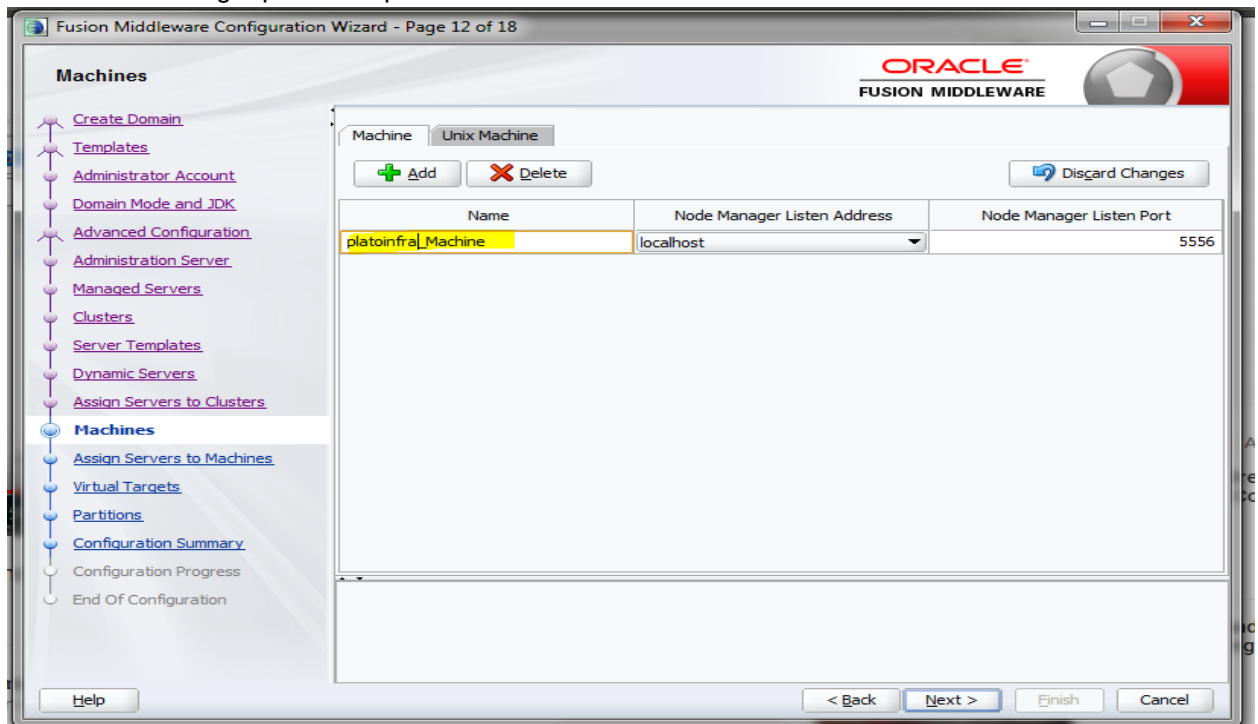 Fusion Middleware Configuration Wizard - Page 12 of 18
Machines
ORACLE
FUSION MIDDLEWARE
Create Domain
Templates
Administrator Account
Domain Mode and JDK
Advanced Configuration
Administration Server
Managed Servers
Clusters
Server Templates
Dynamic Servers
Assign Servers to Clusters
Machines
Assign Servers to Machines
Virtual Targets
Partitions
Configuration Summary
Configuration Progress
End Of Configuration
Machine Unix Machine
Add Delete Discard Changes
Name Node Manager Listen Address Node Manager Listen Port
platoinfra_Machine localhost 5556
Help < Back Next > Finish Cancel